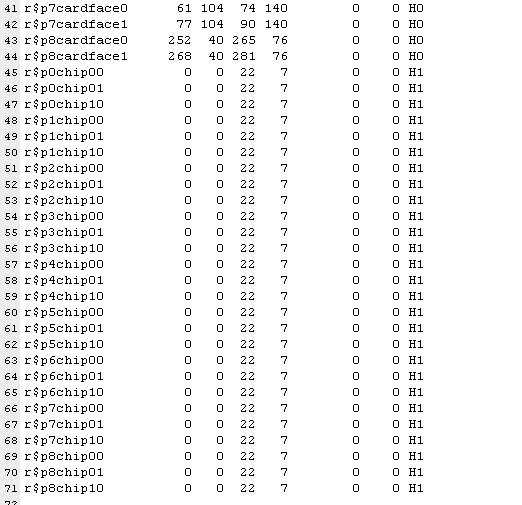 41 r$p7cardface0 61 104 74 140 0 0 H0
42 r$p7cardface1 77 104 90 140 0 0 H0
43 r$p8cardface0 252 40 265 76 0 0 H0
44 r$p8cardface1 268 40 281 76 0 0 H0
45 r$p0chip00 0 0 22 7 0 0 H1
46 r$p0chip01 0 0 22 7 0 0 H1
47 r$p0chip10 0 0 22 7 0 0 H1
48 r$p1chip00 0 0 22 7 0 0 H1
49 r$p1chip01 0 0 22 7 0 0 H1
50 r$p1chip10 0 0 22 7 0 0 H1
51 r$p2chip00 0 0 22 7 0 0 H1
52 r$p2chip01 0 0 22 7 0 0 H1
53 r$p2chip10 0 0 22 7 0 0 H1
54 r$p3chip00 0 0 22 7 0 0 H1
55 r$p3chip01 0 0 22 7 0 0 H1
56 r$p3chip10 0 0 22 7 0 0 H1
57 r$p4chip00 0 0 22 7 0 0 H1
58 r$p4chip01 0 0 22 7 0 0 H1
59 r$p4chip10 0 0 22 7 0 0 H1
60 r$p5chip00 0 0 22 7 0 0 H1
61 r$p5chip01 0 0 22 7 0 0 H1
62 r$p5chip10 0 0 22 7 0 0 H1
63 r$p6chip00 0 0 22 7 0 0 H1
64 r$p6chip01 0 0 22 7 0 0 H1
65 r$p6chip10 0 0 22 7 0 0 H1
66 r$p7chip00 0 0 22 7 0 0 H1
67 r$p7chip01 0 0 22 7 0 0 H1
68 r$p7chip10 0 0 22 7 0 0 H1
69 r$p8chip00 0 0 22 7 0 0 H1
70 r$p8chip01 0 0 22 7 0 0 H1
71 r$p8chip10 0 0 22 7 0 0 H1